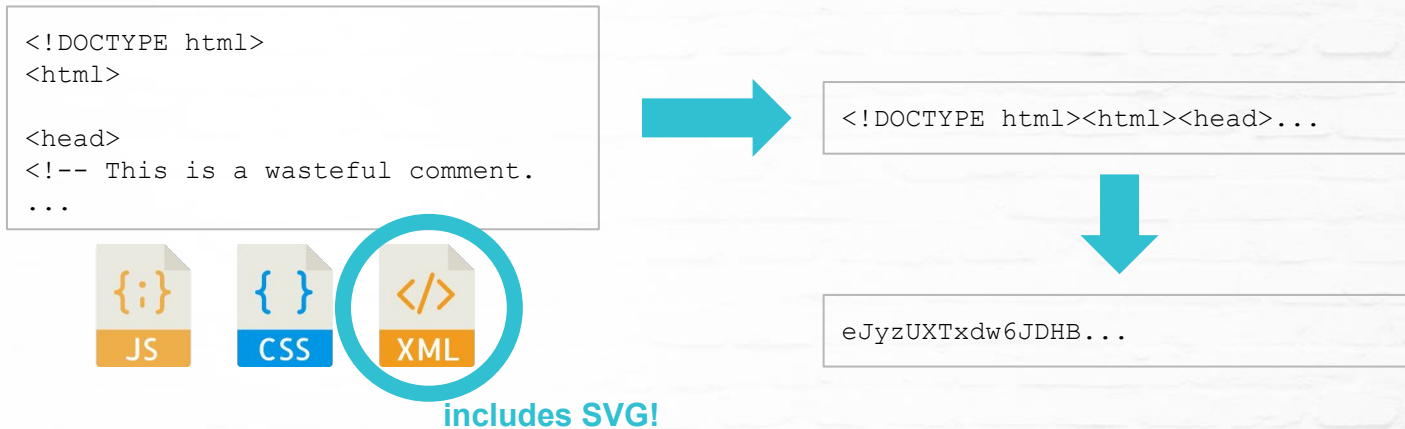 <!DOCTYPE html>
<html>
<head>
<!-- This is a wasteful comment.
...
<!DOCTYPE html><html><head>...
eJyzUXTxdw6JDHB...
{;}
JS
{ }
CSS
</>
XML
includes SVG!